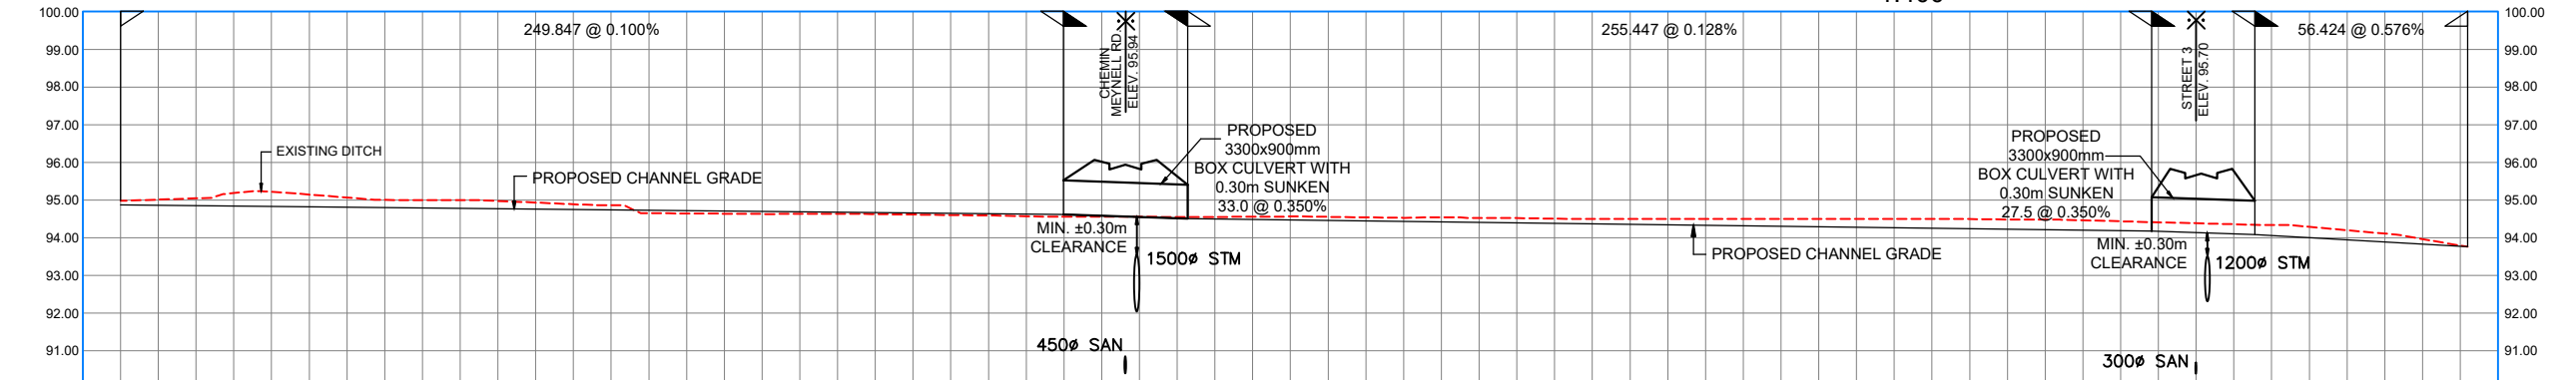 100.00
99.00
98.00
97.00
96.00
95.00
94.00
93.00
92.00
91.00
249.847 @ 0.100%
EXISTING DITCH
PROPOSED CHANNEL GRADE
CHEMIN
MEYNELL RD.
ELEV. 95.94
PROPOSED
3300x900mm
BOX CULVERT WITH
0.30m SUNKEN
33.0 @ 0.350%
MIN. ±0.30m
CLEARANCE
1500ø STM
450ø SAN
255.447 @ 0.128%
PROPOSED CHANNEL GRADE
STREET 3
ELEV. 95.70
PROPOSED
3300x900mm
BOX CULVERT WITH
0.30m SUNKEN
27.5 @ 0.350%
MIN. ±0.30m
CLEARANCE
1200ø STM
300ø SAN
56.424 @ 0.576%
100.00
99.00
98.00
97.00
96.00
95.00
94.00
93.00
92.00
91.00